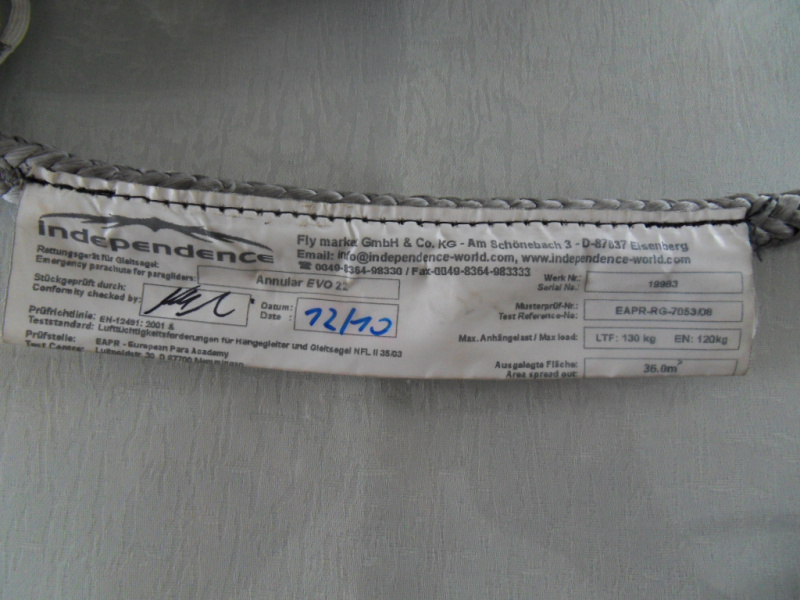 independence
Fly market GmbH & Co. KG - Am Schönebach 3 - D-87637 Eisenberg
Email: info@independence-world.com, www.independence-world.com
☎ 0049-8364-98330 / Fax-0049-8364-983333
Rettungsgerät für Gleitsegel:
Emergency parachute for paragliders:
Annular EVO 22
Werk Nr.:
Serial No.:
19983
Stückgeprüft durch:
Conformity checked by:
Datum:
Date :
12/10
Musterprüf-Nr.:
Test Reference-No.:
EAPR-RG-7053/06
Prüfrichtlinie: EN-12491: 2001 &
Teststandard: Lufttüchtigkeitsforderungen für Hängegleiter und Gleitsegel NFL II 35/03
Max. Anhängelast / Max load:
LTF: 130 kg EN: 120kg
Prüfstelle: EAPR - European Para Academy
Test Center:
Ausgelegte Fläche:
Area spread out:
36.0m²